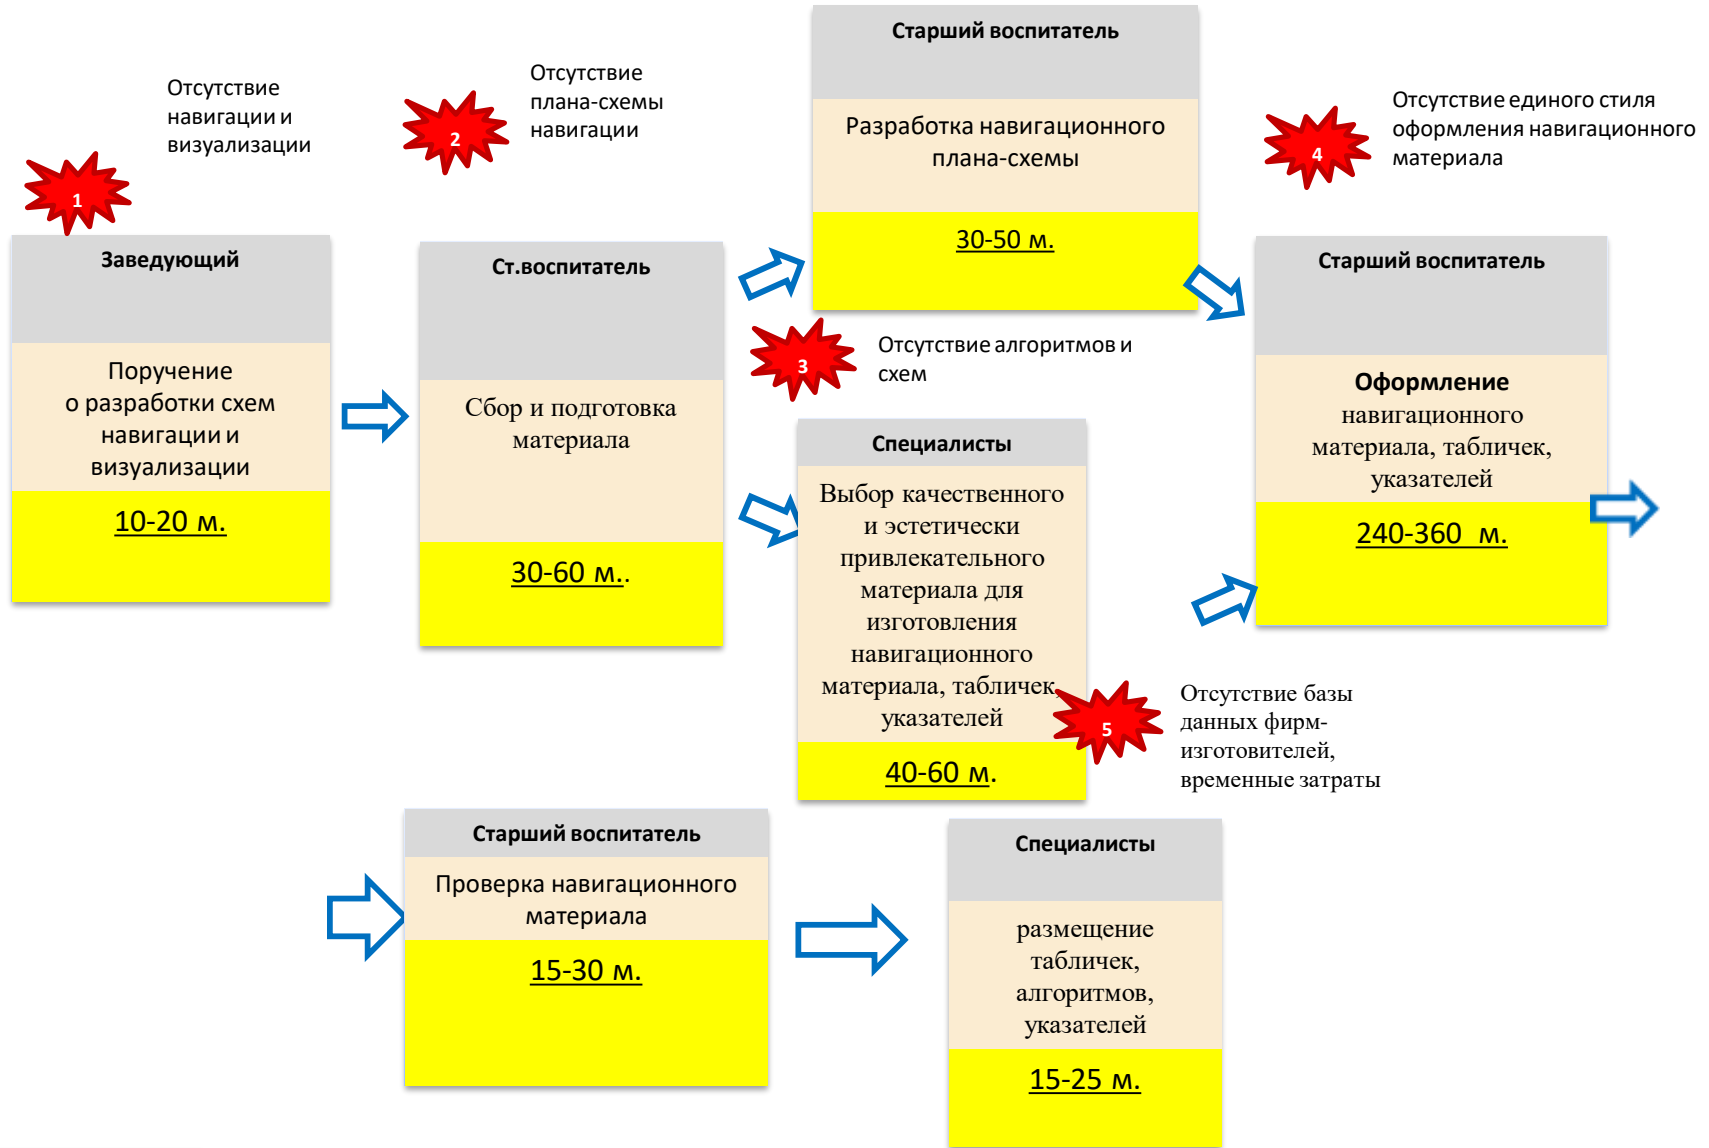 Отсутствие
навигации и
визуализации
1
Заведующий
Поручение
о разработки схем
навигации и
визуализации
10-20 м.
Отсутствие
плана-схемы
навигации
2
Ст.воспитатель
Сбор и подготовка
материала
30-60 м..
Старший воспитатель
Разработка навигационного
плана-схемы
30-50 м.
3
Отсутствие алгоритмов и
схем
Специалисты
Выбор качественного
и эстетически
привлекательного
материала для
изготовления
навигационного
материала, табличек,
указателей
40-60 м.
4
Отсутствие единого стиля
оформления навигационного
материала
Старший воспитатель
Оформление
навигационного
материала, табличек,
указателей
240-360 м.
5
Отсутствие базы
данных фирм-
изготовителей,
временные затраты
Старший воспитатель
Проверка навигационного
материала
15-30 м.
Специалисты
размещение
табличек,
алгоритмов,
указателей
15-25 м.